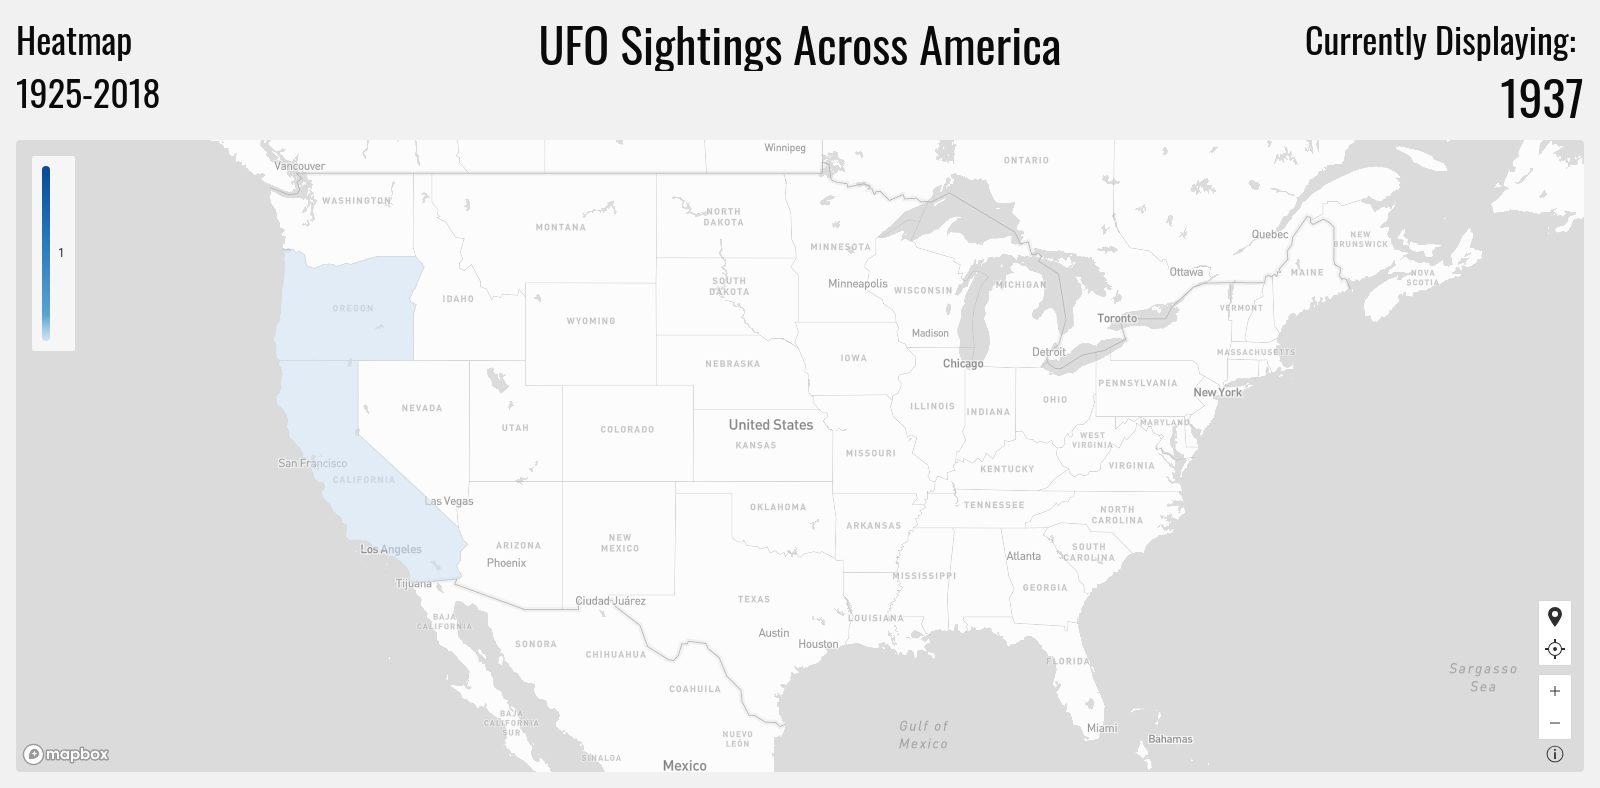 Heatmap
1925-2018
UFO Sightings Across America
Currently Displaying:
1937
1
Vancouver
Winnipeg
ONTARIO
WASHINGTON
MONTANA
NORTH
DAKOTA
MINNESOTA
Quebec
NEW
BRUNSWICK
OREGON
IDAHO
SOUTH
DAKOTA
Minneapolis
WISCONSIN
MICHIGAN
Ottawa
MAINE
NOVA
SCOTIA
WYOMING
Madison
Toronto
VERMONT
NEBRASKA
IOWA
Chicago
Detroit
MASSACHUSETTS
NEVADA
UTAH
COLORADO
United States
KANSAS
ILLINOIS
INDIANA
OHIO
PENNSYLVANIA
New York
MARYLAND
San Francisco
CALIFORNIA
MISSOURI
WEST
VIRGINIA
KENTUCKY
VIRGINIA
Las Vegas
OKLAHOMA
TENNESSEE
NORTH
CAROLINA
Los Angeles
ARIZONA
Phoenix
NEW
MEXICO
ARKANSAS
Atlanta
SOUTH
CAROLINA
Tijuana
Ciudad Juárez
TEXAS
MISSISSIPPI
GEORGIA
BAJA
CALIFORNIA
SONORA
CHIHUAHUA
Austin
Houston
LOUISIANA
FLORIDA
COAHUILA
Sargasso
Sea
BAJA
CALIFORNIA
SUR
NUEVO
LEÓN
Gulf of
Mexico
Miami
Bahamas
SINALOA
Mexico
mapbox